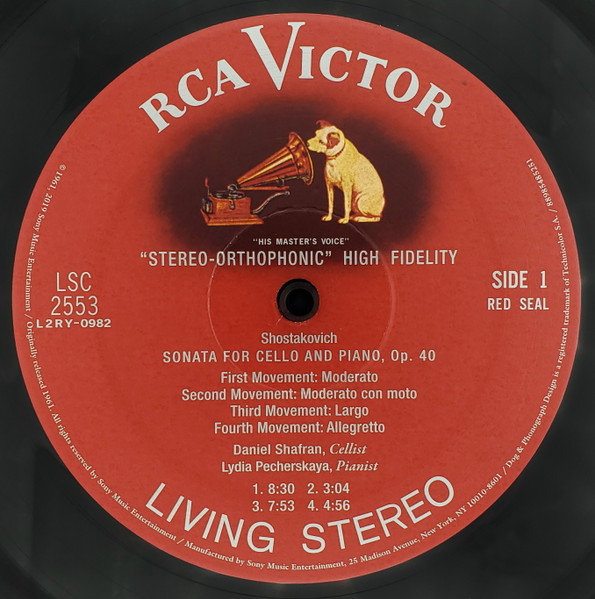 RCA VICTOR
"HIS MASTER'S VOICE"
"STEREO-ORTHOPHONIC" HIGH FIDELITY
LSC
2553
L2RY-0982
SIDE 1
RED SEAL
Shostakovich
SONATA FOR CELLO AND PIANO, Op. 40
First Movement: Moderato
Second Movement: Moderato con moto
Third Movement: Largo
Fourth Movement: Allegretto
Daniel Shafran, Cellist
Lydia Pecherskaya, Pianist
1. 8:30 2. 3:04
3. 7:53 4. 4:56
LIVING STEREO
℗ 1961, 2019 Sony Music Entertainment / Originally released 1961. All rights reserved by Sony Music Entertainment / Manufactured by Sony Music Entertainment, 25 Madison Avenue, New York, NY 10010-8601 / Dog & Phonograph Design is a registered trademark of Technicolor S.A. / 88985485251